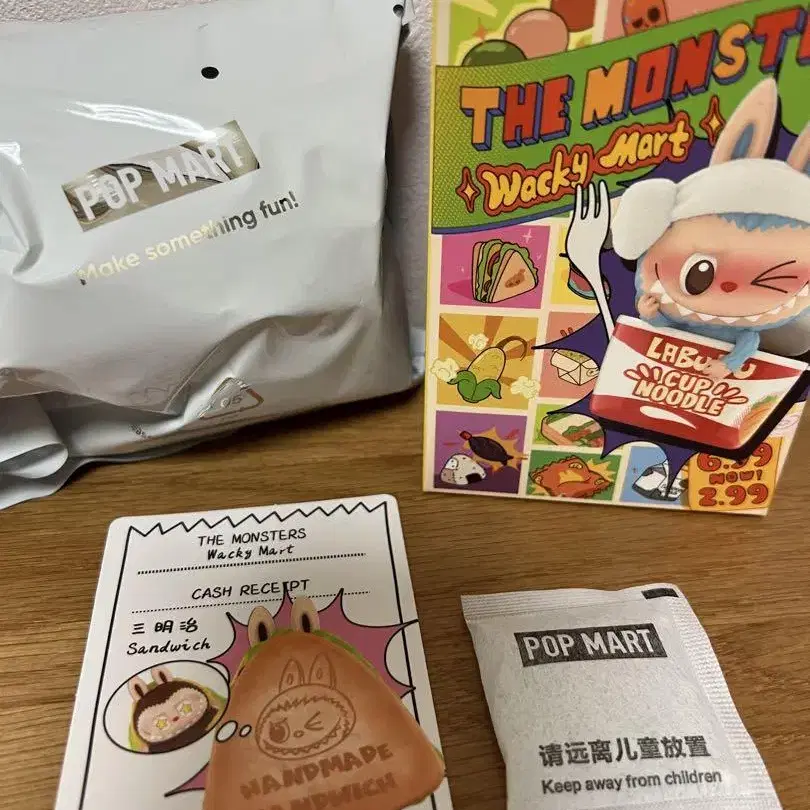 POP MART
Make something fun!
05
THE MONSTE
Wacky Mart
LABUBU
CUP
NOODLE
6.99
NOW!
2.99
THE MONSTERS
Wacky Mart
CASH RECEIPT
三明治
Sandwich
HANDMADE
SANDWICH
POP MART
请远离儿童放置
Keep away from children